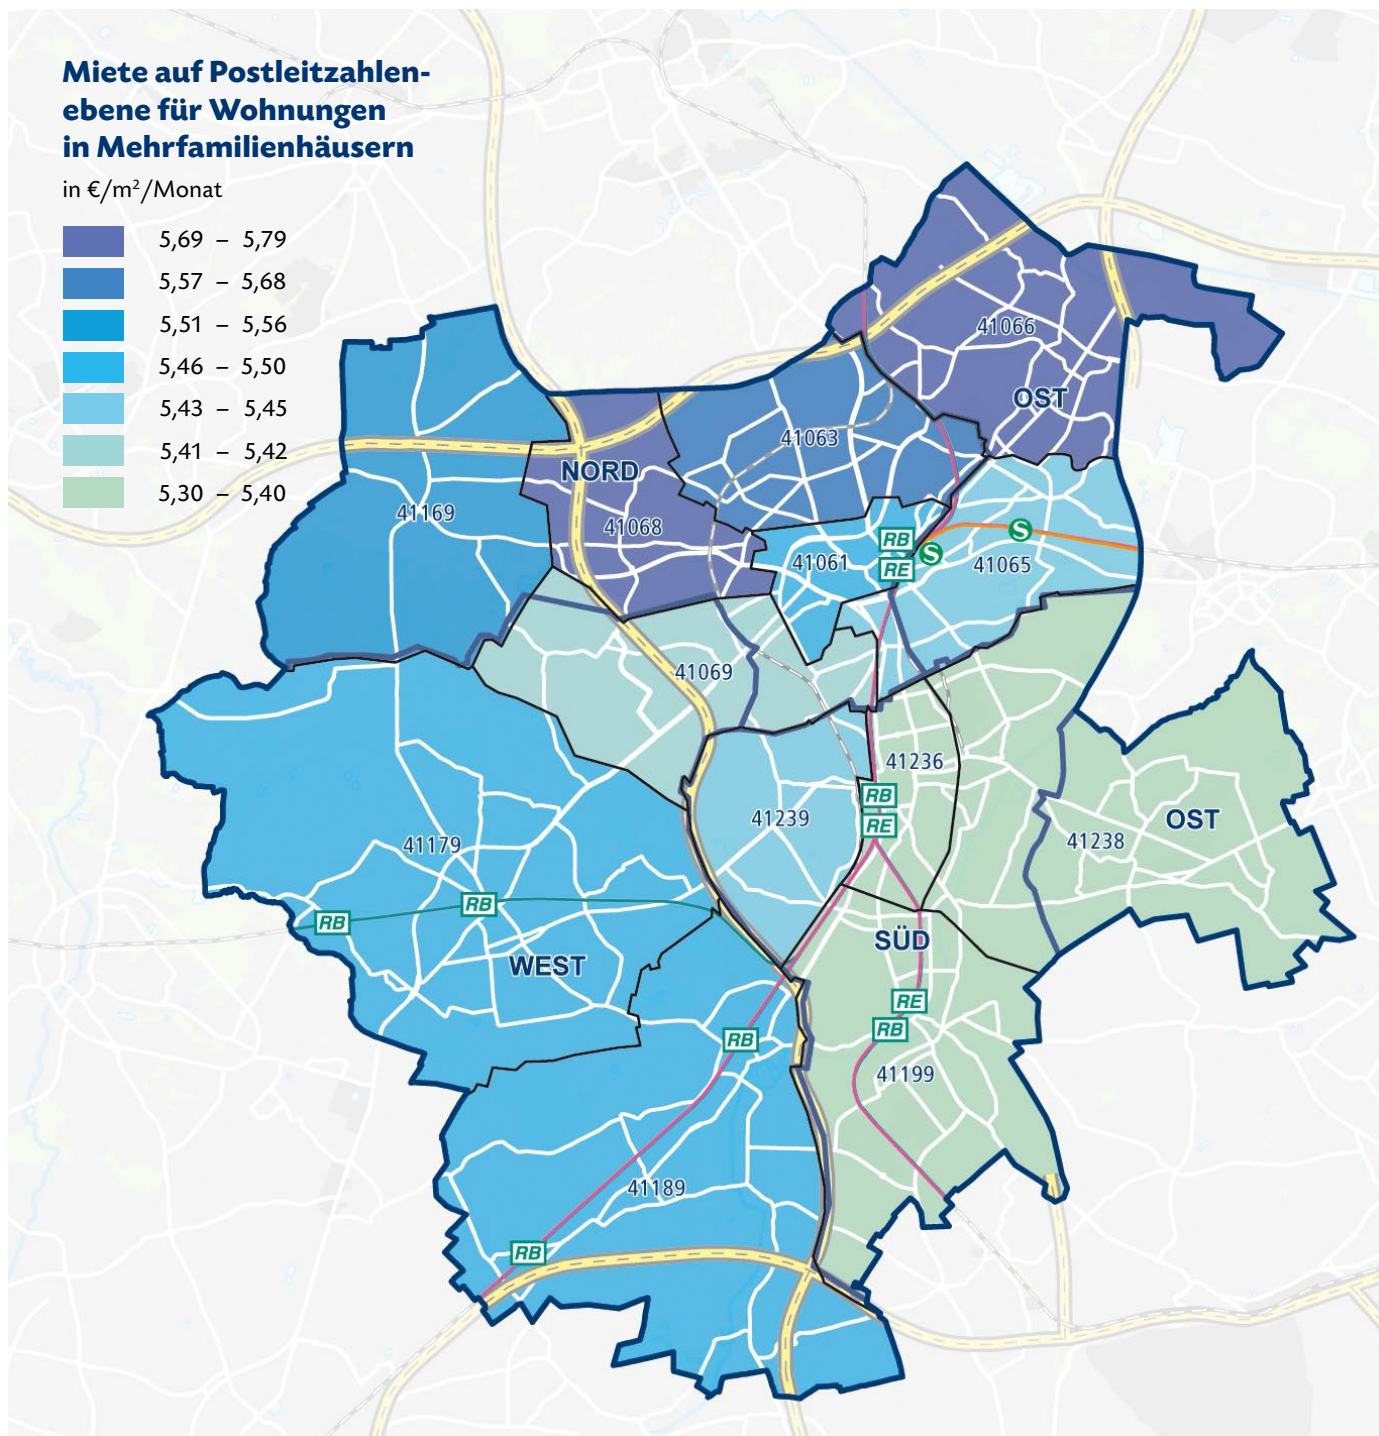 Miete auf Postleitzahlen-
ebene für Wohnungen
in Mehrfamilienhäusern
in €/m²/Monat
5,69 – 5,79
5,57 – 5,68
5,51 – 5,56
5,46 – 5,50
5,43 – 5,45
5,41 – 5,42
5,30 – 5,40
41066
OST
41063
NORD
41169
41068
S
RB
S
41061
RE
41065
41069
41236
RB
41239
RE
OST
41238
41179
RB
RB
SÜD
WEST
RE
RB
RB
41199
41189
RB